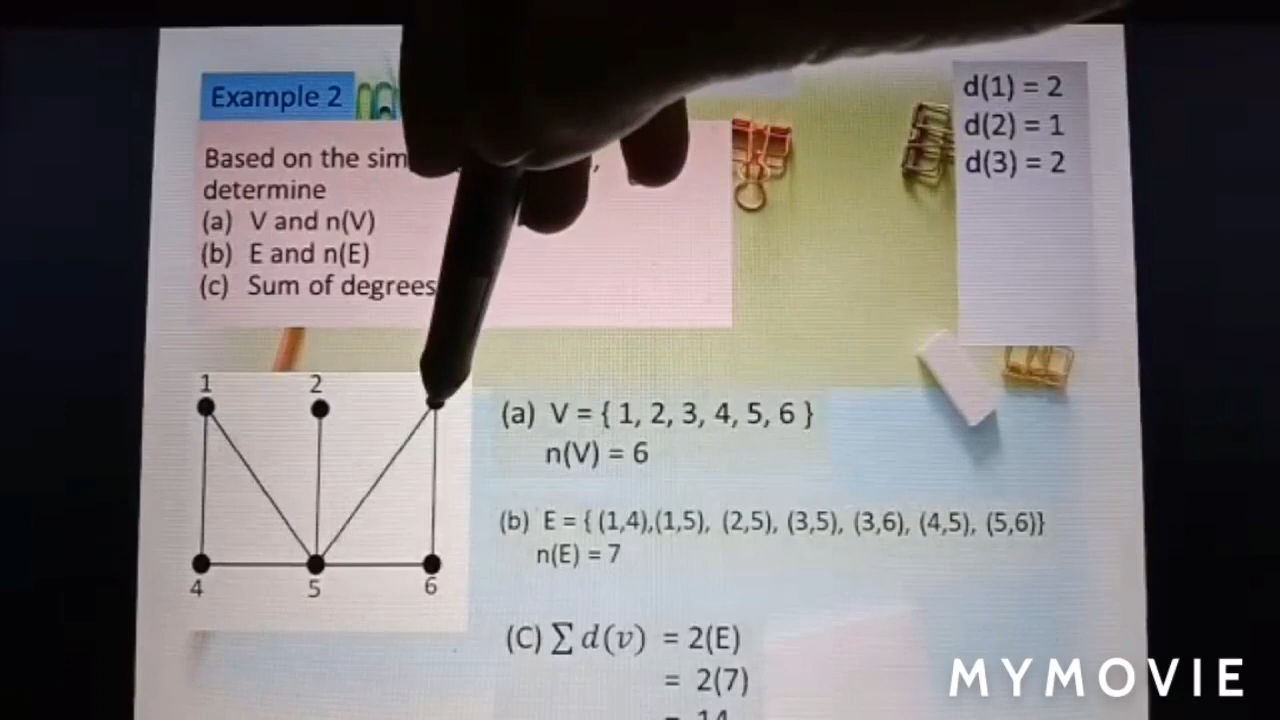 Example 2
Based on the
determine
(a) V and n(V)
(b) E and n(E)
(c) Sum of degrees
d(1) = 2
d(2) = 1
d(3) = 2
1 2
4 5 6
(a) V = { 1, 2, 3, 4, 5, 6 }
n(V) = 6
(b) E = { (1,4),(1,5), (2,5), (3,5), (3,6), (4,5), (5,6)}
n(E) = 7
(C) ∑ d(v) = 2(E)
= 2(7)
= 14
MYMOVIE